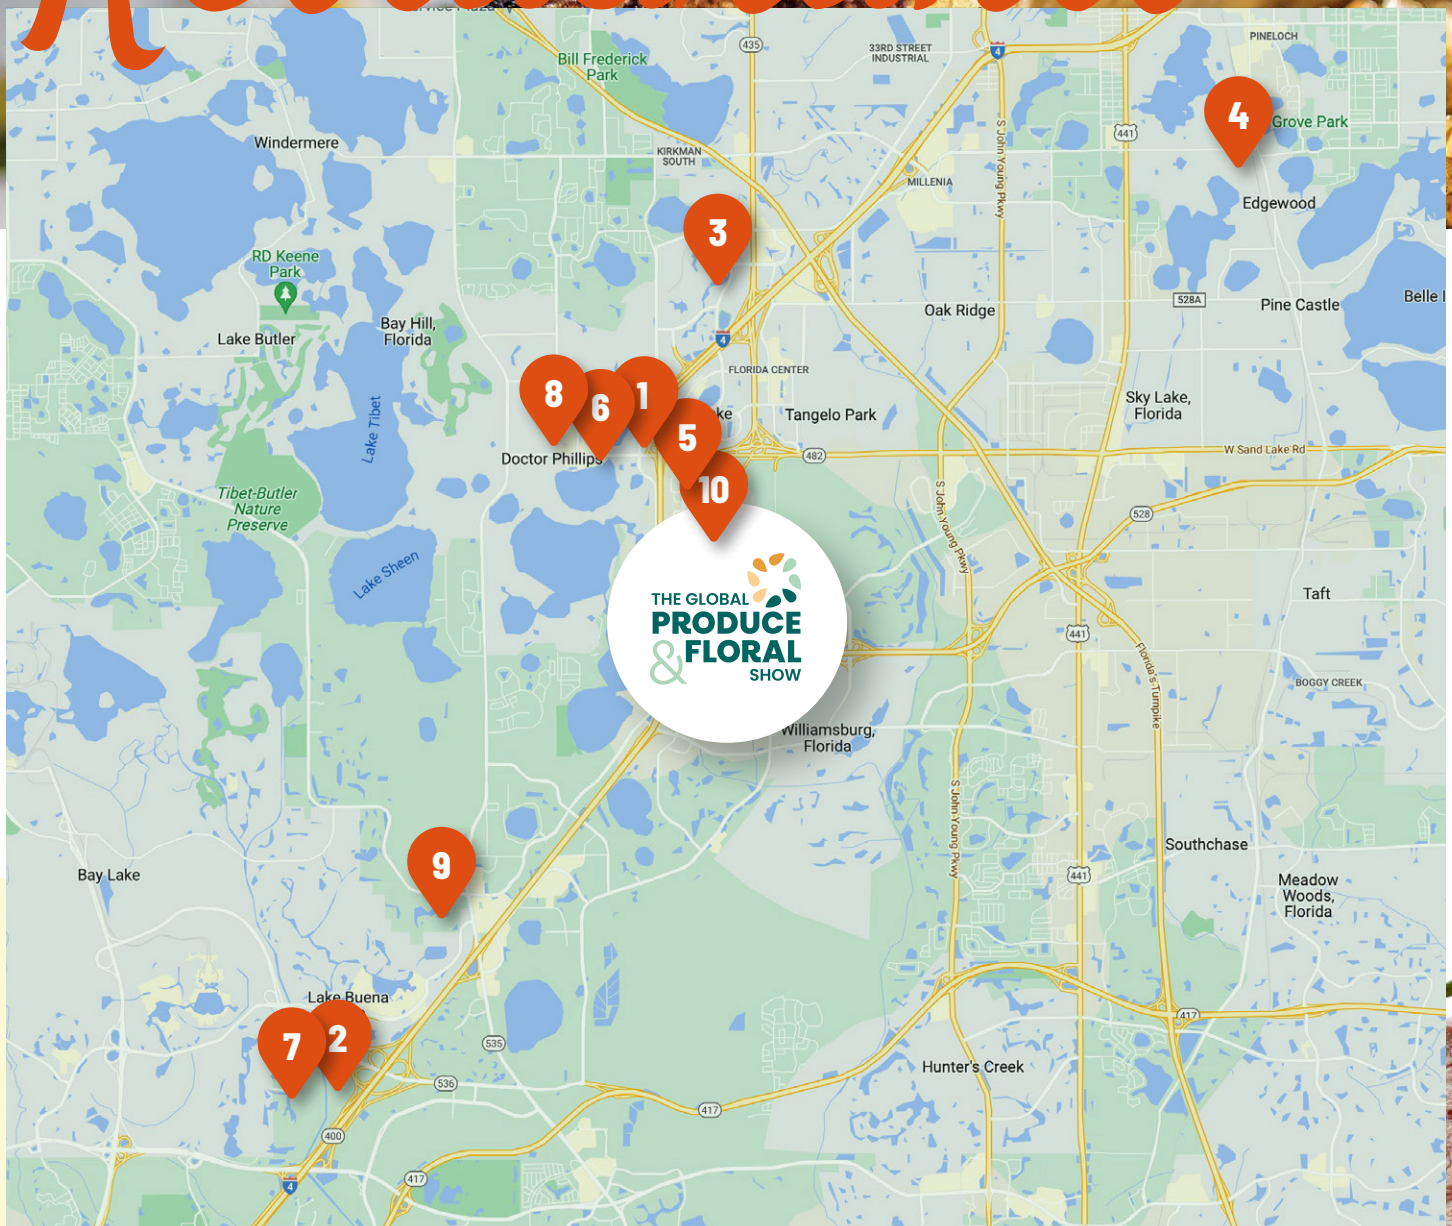 Bill Frederick
Park
435
33RD STREET
INDUSTRIAL
4
PINELOCH
4
Grove Park
441
Windermere
KIRKMAN
SOUTH
S John Young Pkwy
MILLENIA
Edgewood
3
RD Keene
Park
528A
Pine Castle
Belle
Oak Ridge
Lake Butler
Bay Hill,
Florida
4
FLORIDA CENTER
8
6
1
5
Tangelo Park
Sky Lake,
Florida
Lake Tibet
Doctor Phillips
482
W Sand Lake Rd
10
Tibet-Butler
Nature
Preserve
528
S John Young Pkwy
Lake Sheen
THE GLOBAL
PRODUCE
& FLORAL
SHOW
Taft
441
Florida's Turnpike
BOGGY CREEK
Williamsburg,
Florida
S John Young Pkwy
Southchase
9
Bay Lake
441
Meadow
Woods,
Florida
Lake Buena
7
2
417
535
Hunter's Creek
536
417
400
417
4